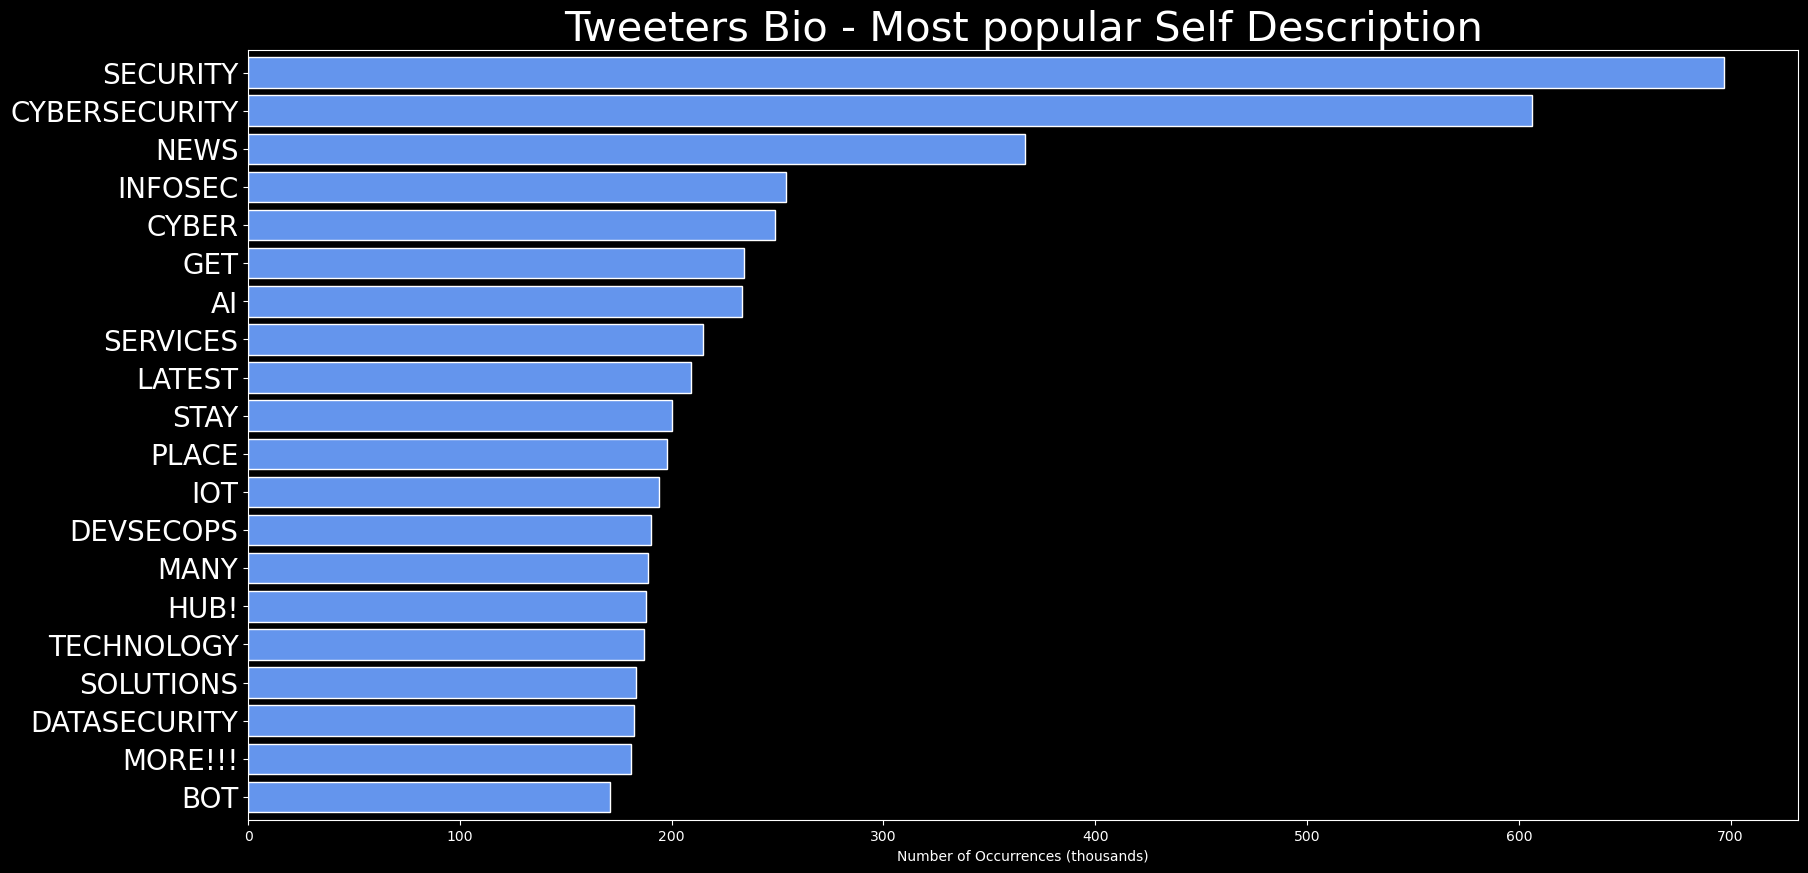 Tweeters Bio - Most popular Self Description
SECURITY
CYBERSECURITY
NEWS
INFOSEC
CYBER
GET
AI
SERVICES
LATEST
STAY
PLACE
IOT
DEVSECOPS
MANY
HUB!
TECHNOLOGY
SOLUTIONS
DATASECURITY
MORE!!!
BOT
0 100 200 300 400 500 600 700
Number of Occurrences (thousands)